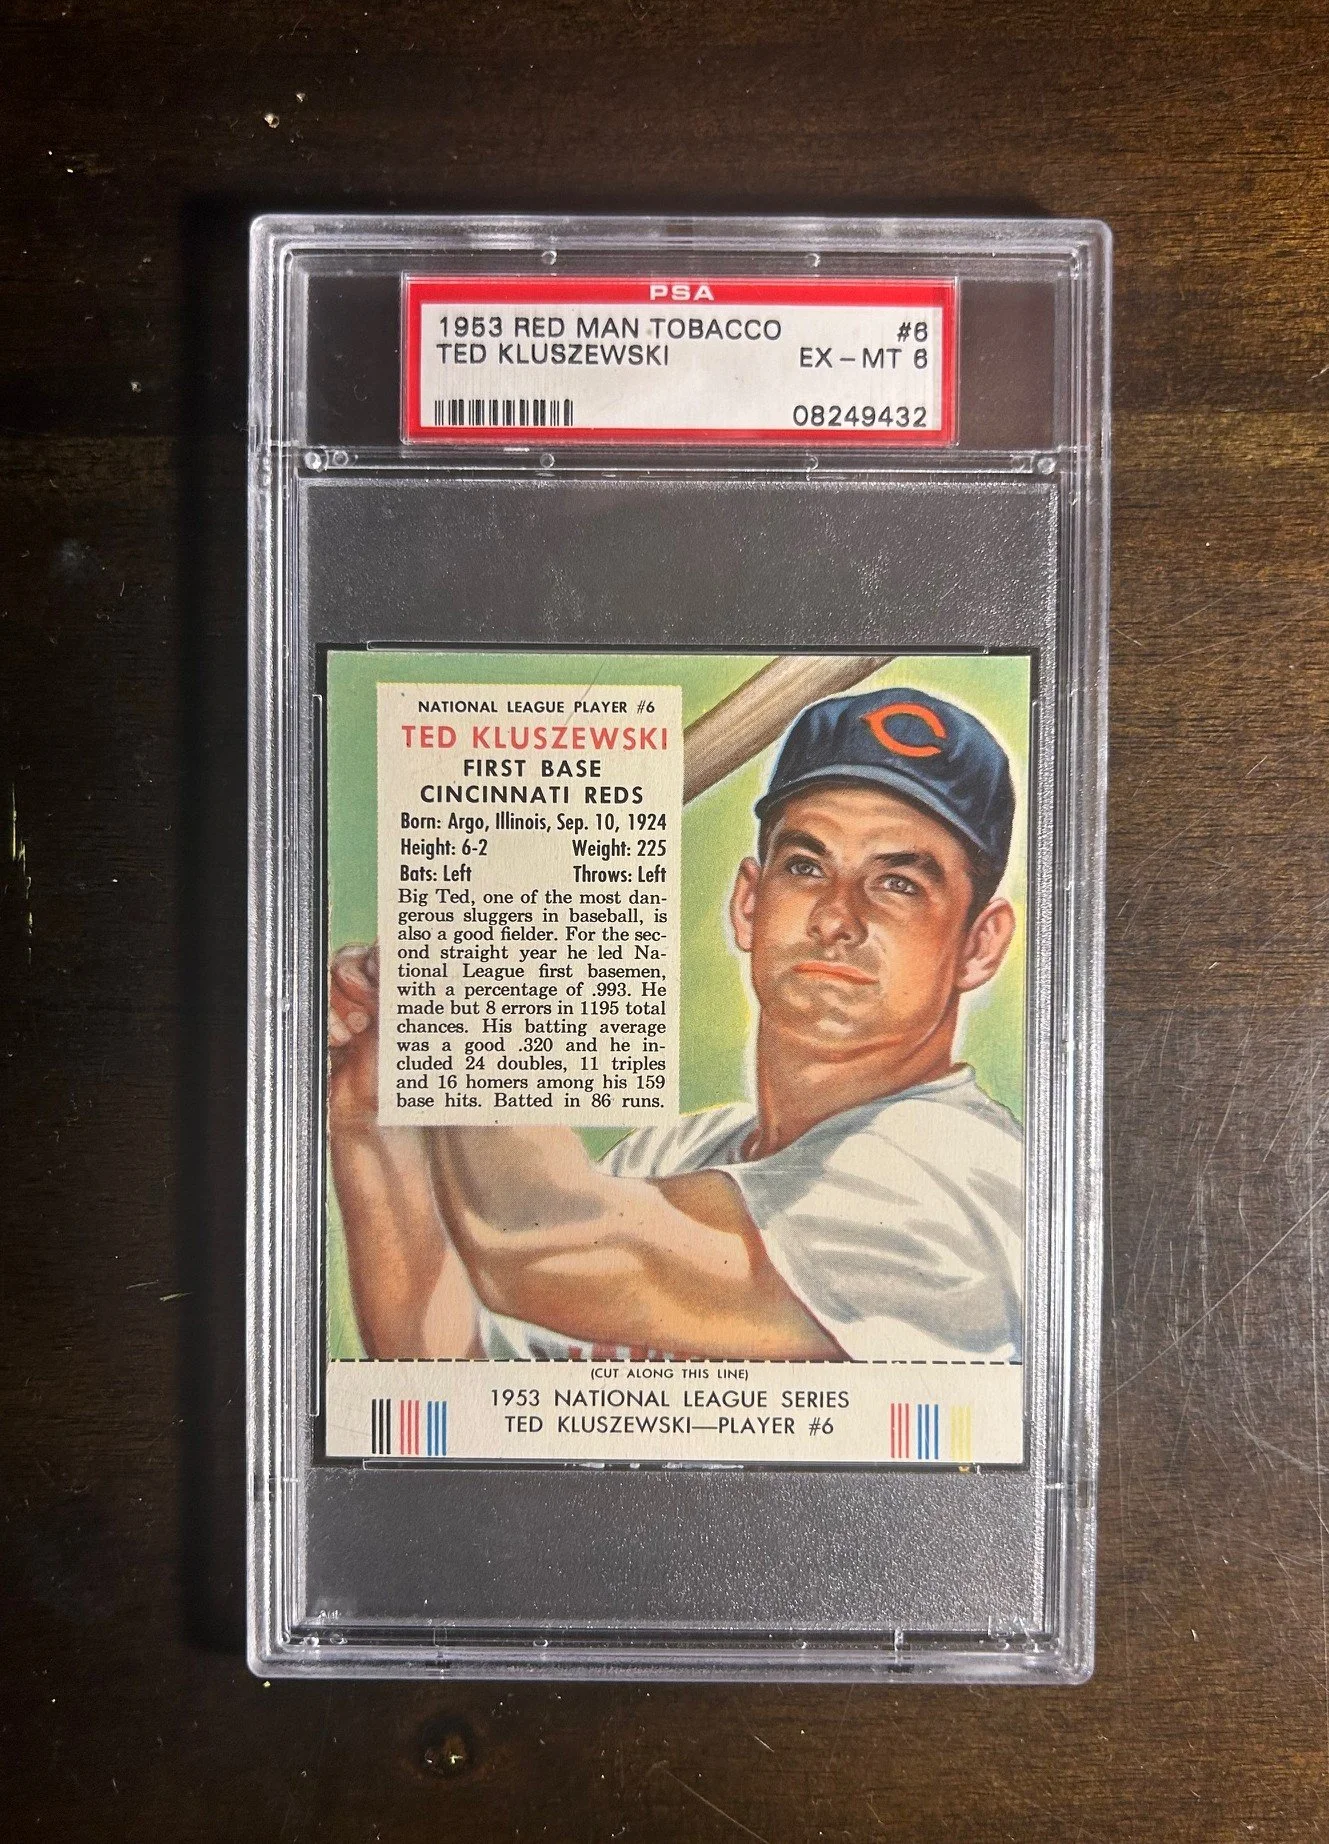 PSA
1953 RED MAN TOBACCO #6
TED KLUSZEWSKI EX - MT 6
08249432
NATIONAL LEAGUE PLAYER #6
TED KLUSZEWSKI
FIRST BASE
CINCINNATI REDS
Born: Argo, Illinois, Sep. 10, 1924
Height: 6-2 Weight: 225
Bats: Left Throws: Left
Big Ted, one of the most dan-
gerous sluggers in baseball, is
also a good fielder. For the sec-
ond straight year he led Na-
tional League first basemen,
with a percentage of .993. He
made but 8 errors in 1195 total
chances. His batting average
was a good .320 and he in-
cluded 24 doubles, 11 triples
and 16 homers among his 159
base hits. Batted in 86 runs.
C
(CUT ALONG THIS LINE)
1953 NATIONAL LEAGUE SERIES
TED KLUSZEWSKI—PLAYER #6